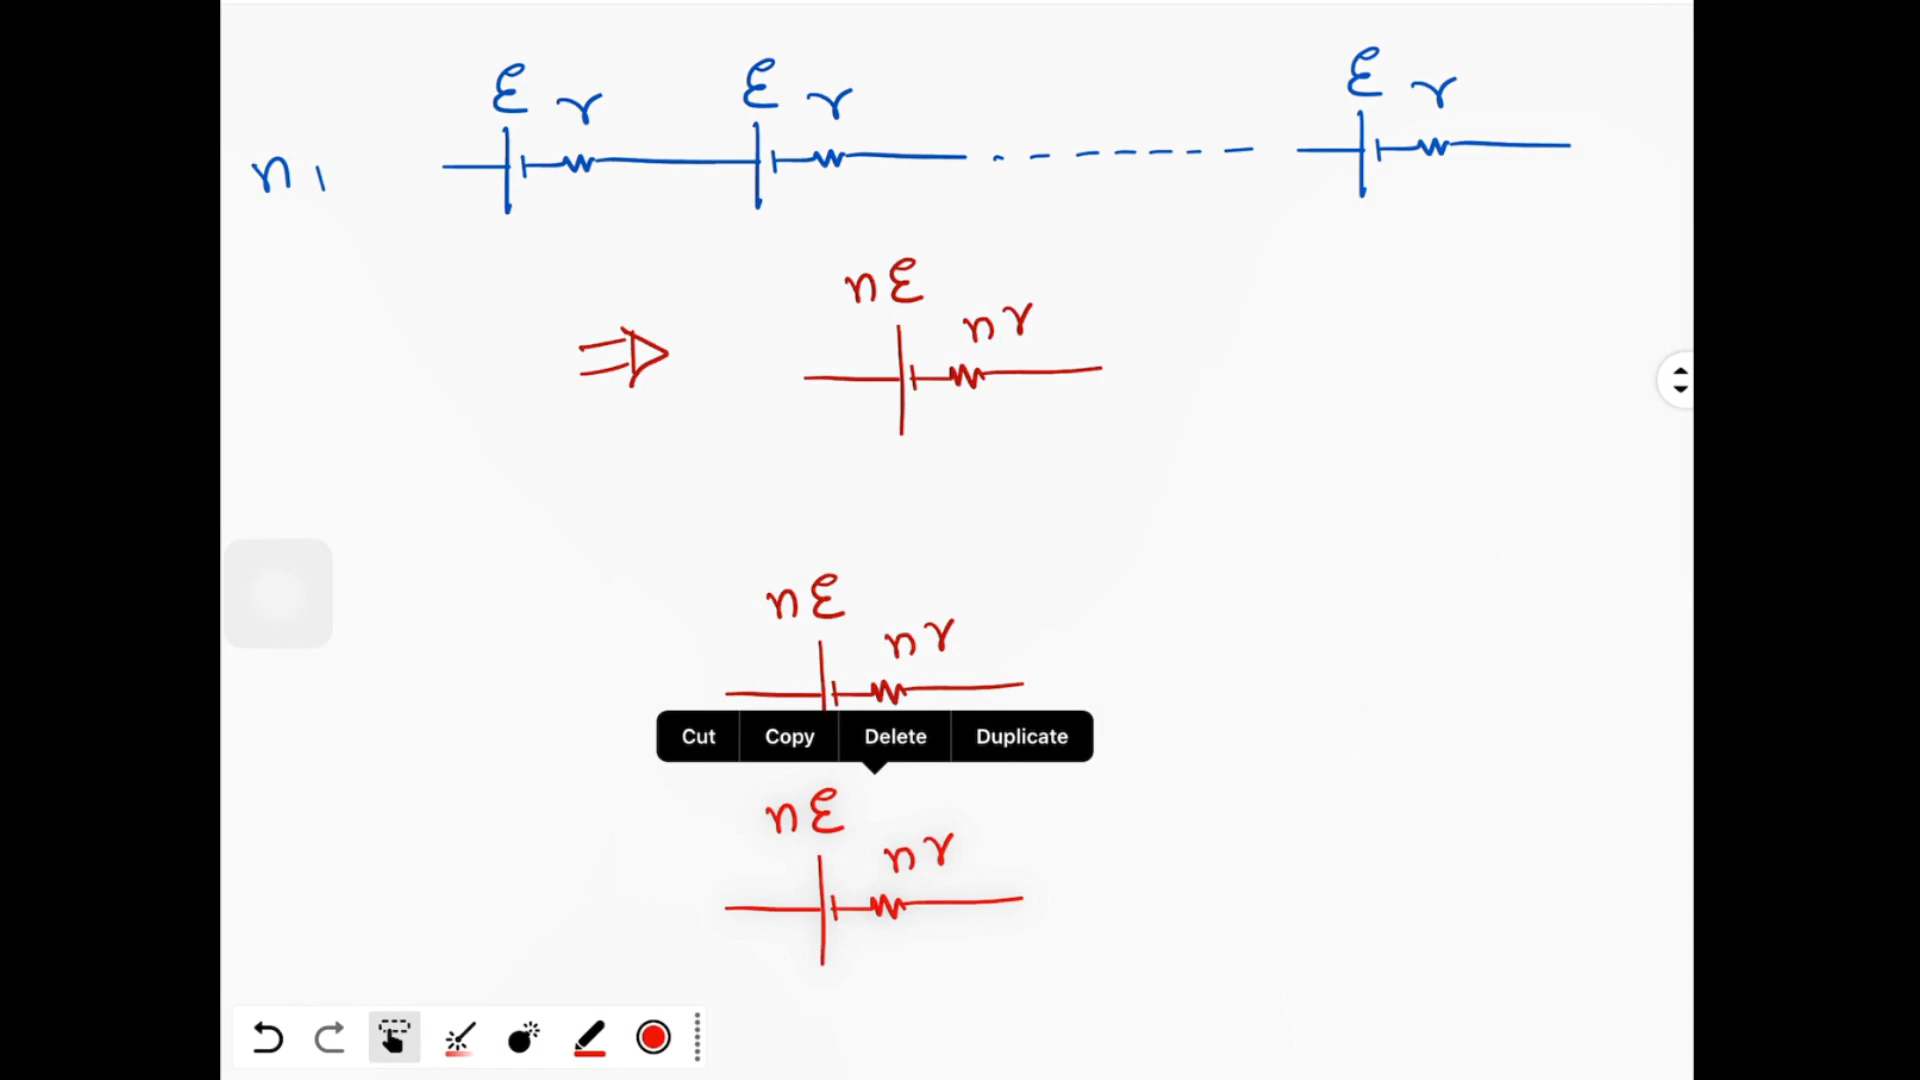 ε r ε r ε r
n,
nε
nr
nε
nr
Cut Copy Delete Duplicate
nε
nr